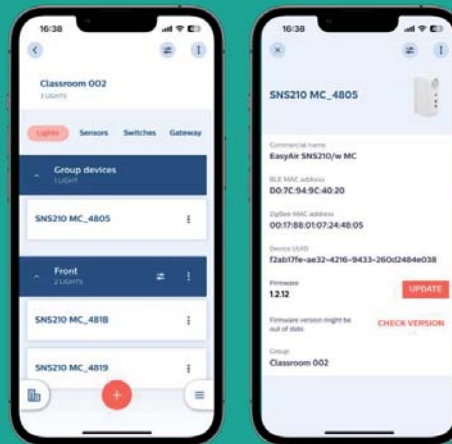 16:38
Classroom 002
3 LIGHTS
Lights Sensors Switches Gateway
Group devices
1 LIGHT
SNS210 MC_4805
Front
2 LIGHTS
SNS210 MC_4818
SNS210 MC_4819
16:38
SNS210 MC_4805
Commercial name
EasyAir SNS210/w MC
BLE MAC address
D0:7C:94:9C:40:20
ZigBee MAC address
00:17:88:01:07:24:48:05
Device UUID
f2ab17fe-ae32-4216-9433-260d2484e038
Firmware
1.2.12
UPDATE
Firmware version might be
out of date.
CHECK VERSION
Group
Classroom 002